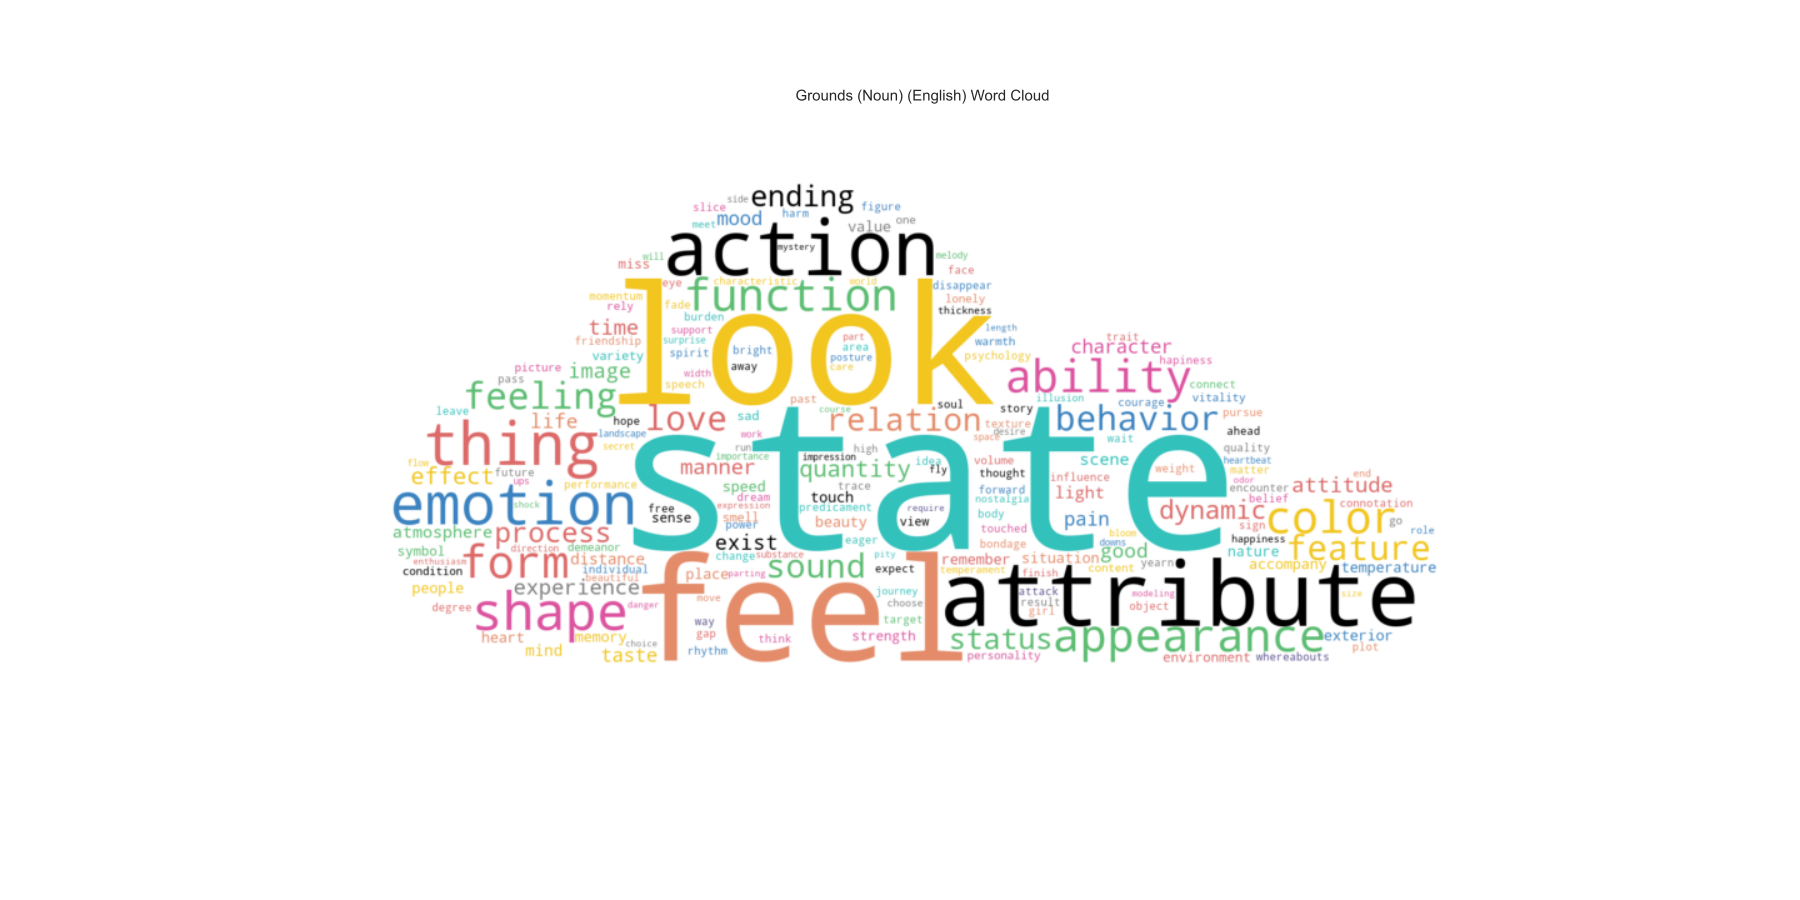 Grounds (Noun) (English) Word Cloud
side ending
slice mood harm figure
meet value one
action
mystery
will melody
miss face
eye characteristic world disappear
momentum function lonely
rely fade thickness
burden
time support look length
friendship surprise part warmth
variety spirit bright area psychology
posture
picture image away care
pass width
feeling speech
trait
character
hapiness
ability connect
vitality
past soul illusion courage
leave life hope love sad course relation story behavior pursue
texture
landscape work desire ahead
thing secret run space wait
high quality
manner importance impression quantity idea fly volume scene heartbeat
flow
effect future performance speed trace thought influence weight matter
ups dream touch forward light odor encounter end
emotion shock free expression state nostalgia belief attitude
sense smell predicament require body connotation
power beauty view touched pain dynamic color go
sign
atmosphere process exist eager bondage bloom happiness role
downs
symbol direction demeanor change substance pity situation good nature feature
enthusiasm form distance remember yearn
condition individual place parting sound expect temperament content accompany temperature
beautiful finish
people experience feel journey attribute attack modeling size
degree shape danger move choose result object
girl
way target
heart memory gap think strength status appearance exterior
choice
mind taste rhythm personality environment whereabouts plot